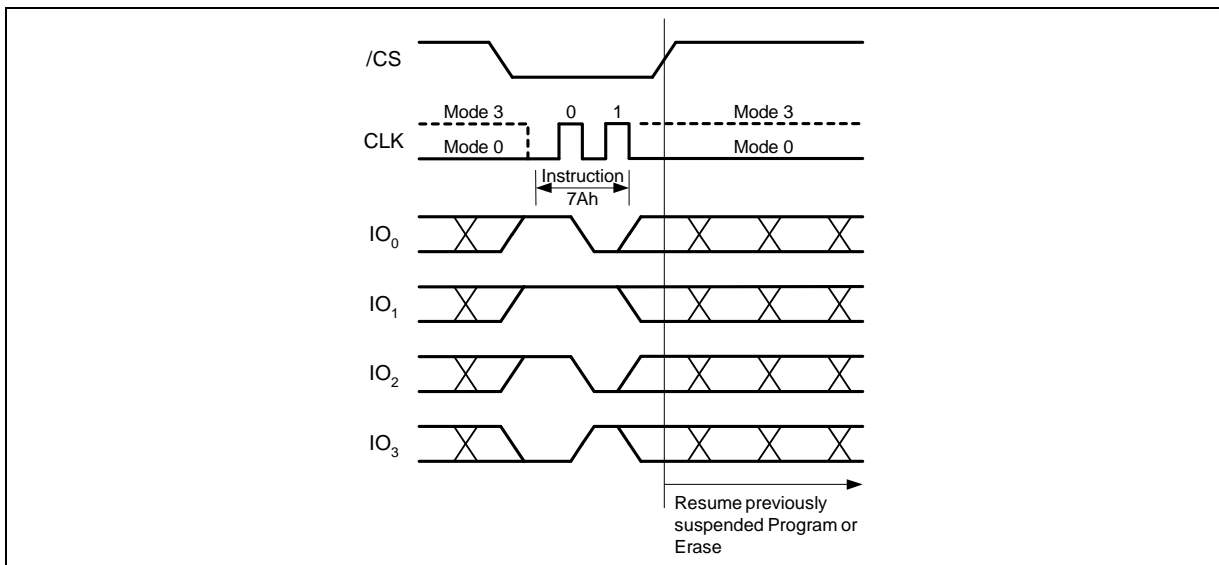 /CS
Mode 3 0 1 Mode 3
CLK
Mode 0 Mode 0
Instruction
7Ah
IO0
IO1
IO2
IO3
Resume previously
suspended Program or
Erase